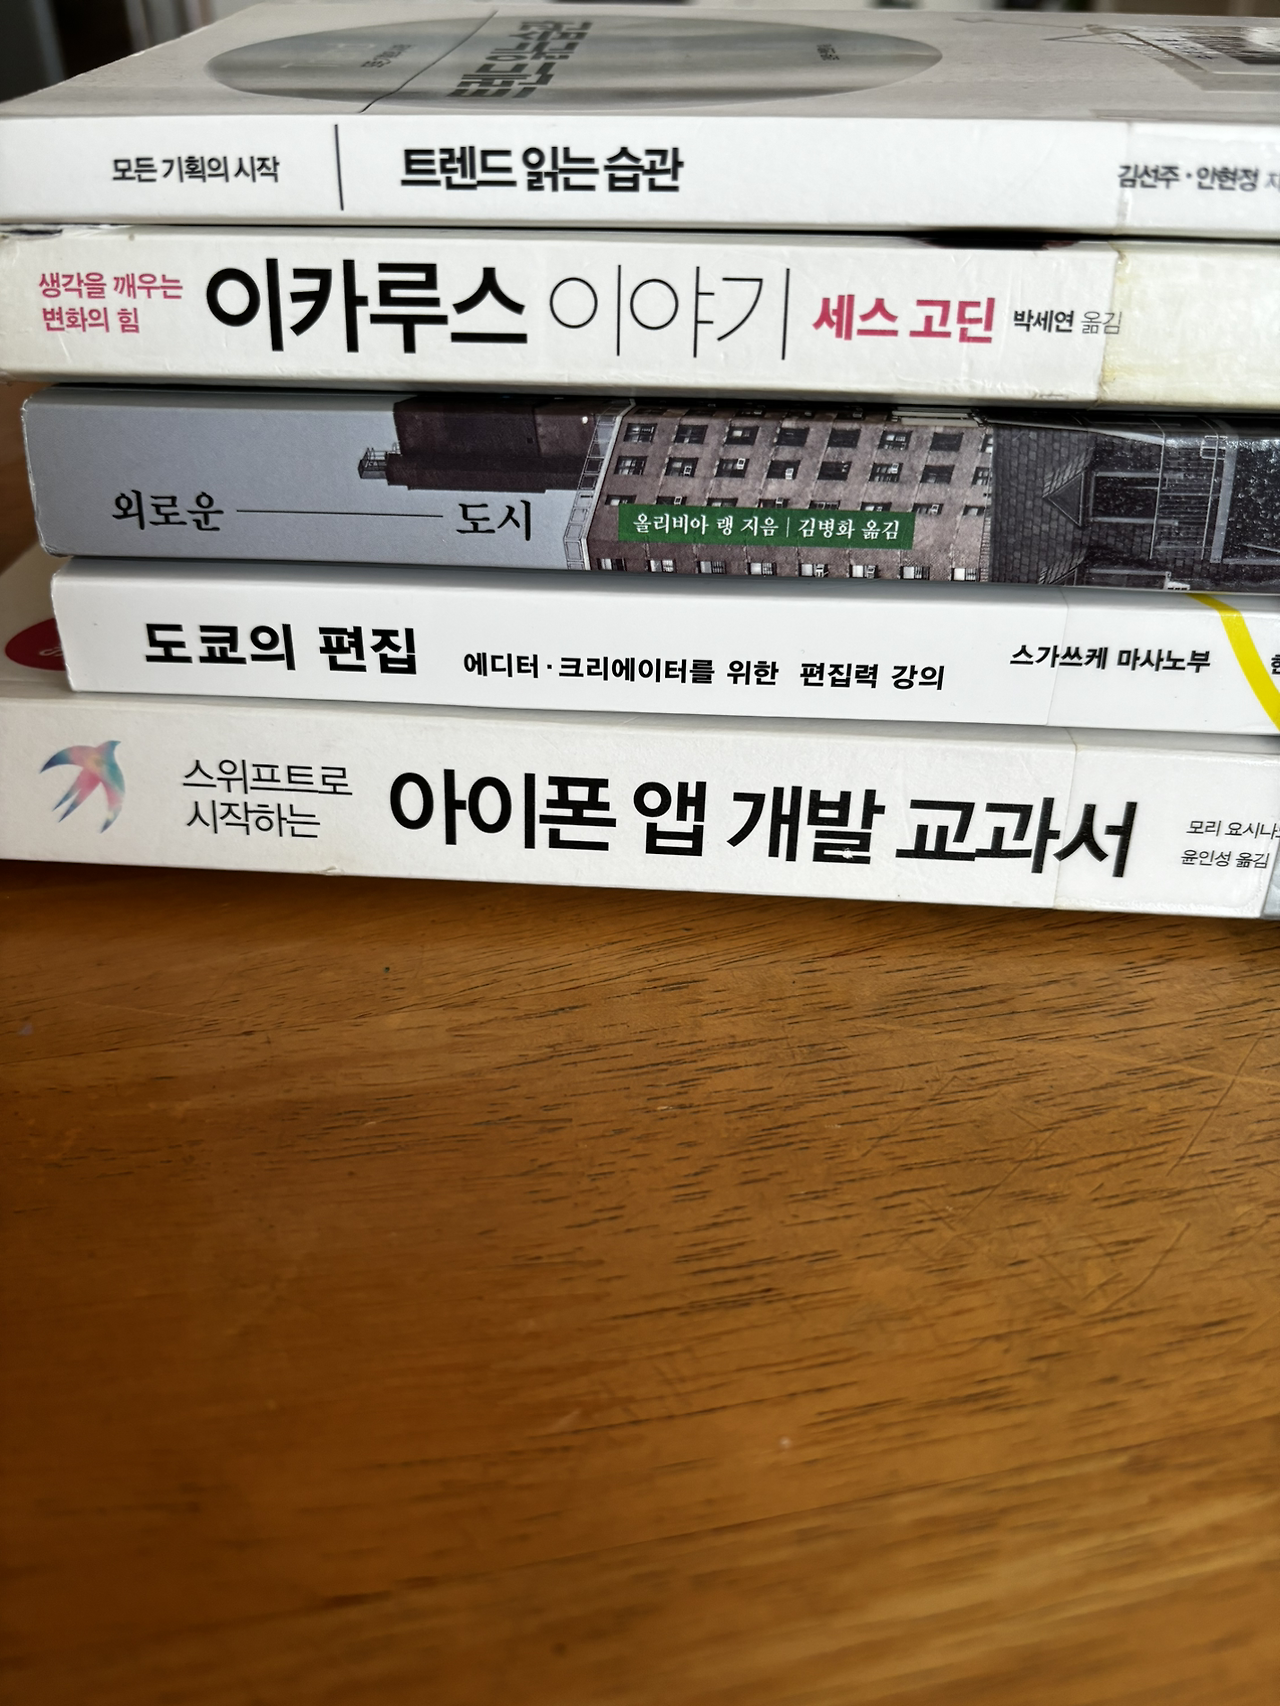 모든 기획의 시작
트렌드 읽는 습관
김선주·안현정
생각을 깨우는
변화의 힘
이카루스 이야기
세스 고딘
박세연 옮김
외로운 도시
올리비아 랭 지음 | 김병화 옮김
도쿄의 편집
에디터·크리에이터를 위한 편집력 강의
스가쓰케 마사노부
스위프트로
시작하는
아이폰 앱 개발 교과서
모리 요시나오
윤인성 옮김